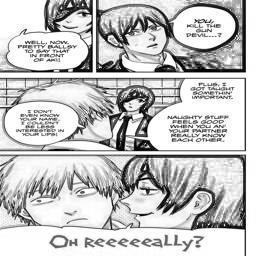 WELL, NOW.
PRETTY BALLSY
TO SAY THAT
IN FRONT
OF AKI!
YOU,
KILL THE
GUN
DEVIL...?
PLUS, I
GOT TAUGHT
SOMETHIN'
IMPORTANT.
I DON'T
EVEN KNOW
YOUR NAME.
I COULDN'T
BE LESS
INTERESTED IN
YOUR LIPS!
NAUGHTY STUFF
FEELS GOOD
WHEN YOU AN'
YOUR PARTNER
REALLY KNOW
EACH OTHER.
OH REEEEEALLY?